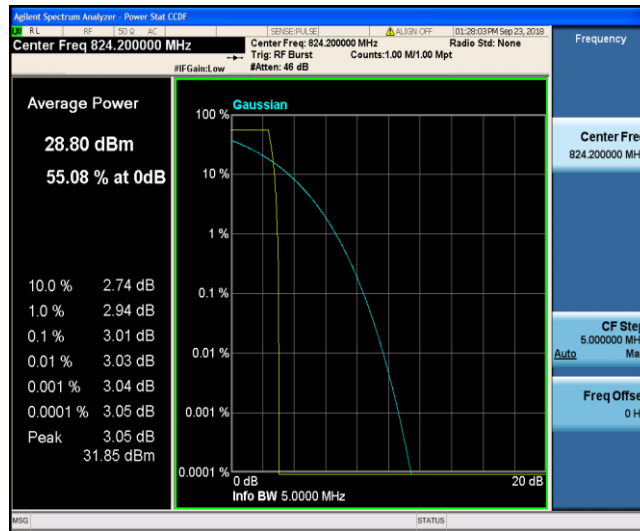 Agilent Spectrum Analyzer - Power Stat CCDF
RL RF 50 Ω AC SENSE:PULSE ALIGN OFF 01:28:03PM Sep 23, 2018
Center Freq 824.200000 MHz
Center Freq: 824.200000 MHz Radio Std: None
Trig: RF Burst Counts:1.00 M/1.00 Mpt
#IFGain:Low #Atten: 46 dB
Frequency
Average Power
28.80 dBm
55.08 % at 0dB
10.0 % 2.74 dB
1.0 % 2.94 dB
0.1 % 3.01 dB
0.01 % 3.03 dB
0.001 % 3.04 dB
0.0001 % 3.05 dB
Peak 3.05 dB
31.85 dBm
Gaussian
100 %
10 %
1 %
0.1 %
0.01 %
0.001 %
0.0001 %
0 dB 20 dB
Info BW 5.0000 MHz
Center Fre
824.200000 MH
CF Step
5.000000 MH
Auto Ma
Freq Offse
0 H
MSG STATUS